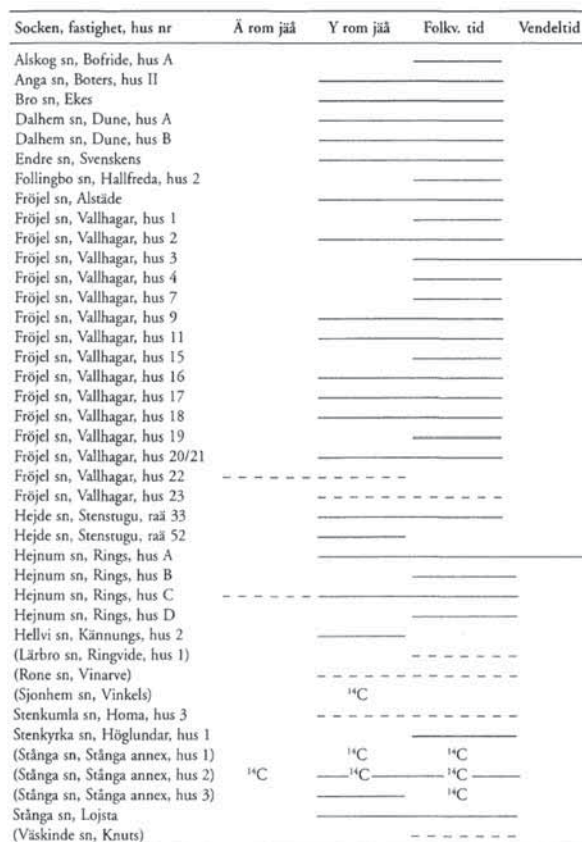 Socken, fastighet, hus nr Ä rom jäå Y rom jäå Folkv. tid Vendeltid
Alskog sn, Bofride, hus A
Anga sn, Boters, hus II
Bro sn, Ekes
Dalhem sn, Dune, hus A
Dalhem sn, Dune, hus B
Endre sn, Svenskens
Follingbo sn, Hallfreda, hus 2
Fröjel sn, Alstäde
Fröjel sn, Vallhagar, hus 1
Fröjel sn, Vallhagar, hus 2
Fröjel sn, Vallhagar, hus 3
Fröjel sn, Vallhagar, hus 4
Fröjel sn, Vallhagar, hus 7
Fröjel sn, Vallhagar, hus 9
Fröjel sn, Vallhagar, hus 11
Fröjel sn, Vallhagar, hus 15
Fröjel sn, Vallhagar, hus 16
Fröjel sn, Vallhagar, hus 17
Fröjel sn, Vallhagar, hus 18
Fröjel sn, Vallhagar, hus 19
Fröjel sn, Vallhagar, hus 20/21
Fröjel sn, Vallhagar, hus 22
Fröjel sn, Vallhagar, hus 23
Hejde sn, Stenstugu, raä 33
Hejde sn, Stenstugu, raä 52
Hejnum sn, Rings, hus A
Hejnum sn, Rings, hus B
Hejnum sn, Rings, hus C
Hejnum sn, Rings, hus D
Hellvi sn, Kännungs, hus 2
(Lärbro sn, Ringvide, hus 1)
(Rone sn, Vinarve)
(Sjonhem sn, Vinkels) ¹⁴C
Stenkumla sn, Homa, hus 3
Stenkyrka sn, Höglundar, hus 1
(Stånga sn, Stånga annex, hus 1) ¹⁴C ¹⁴C
(Stånga sn, Stånga annex, hus 2) ¹⁴C ¹⁴C ¹⁴C
(Stånga sn, Stånga annex, hus 3) ¹⁴C
Stånga sn, Lojsta
(Väskinde sn, Knuts)